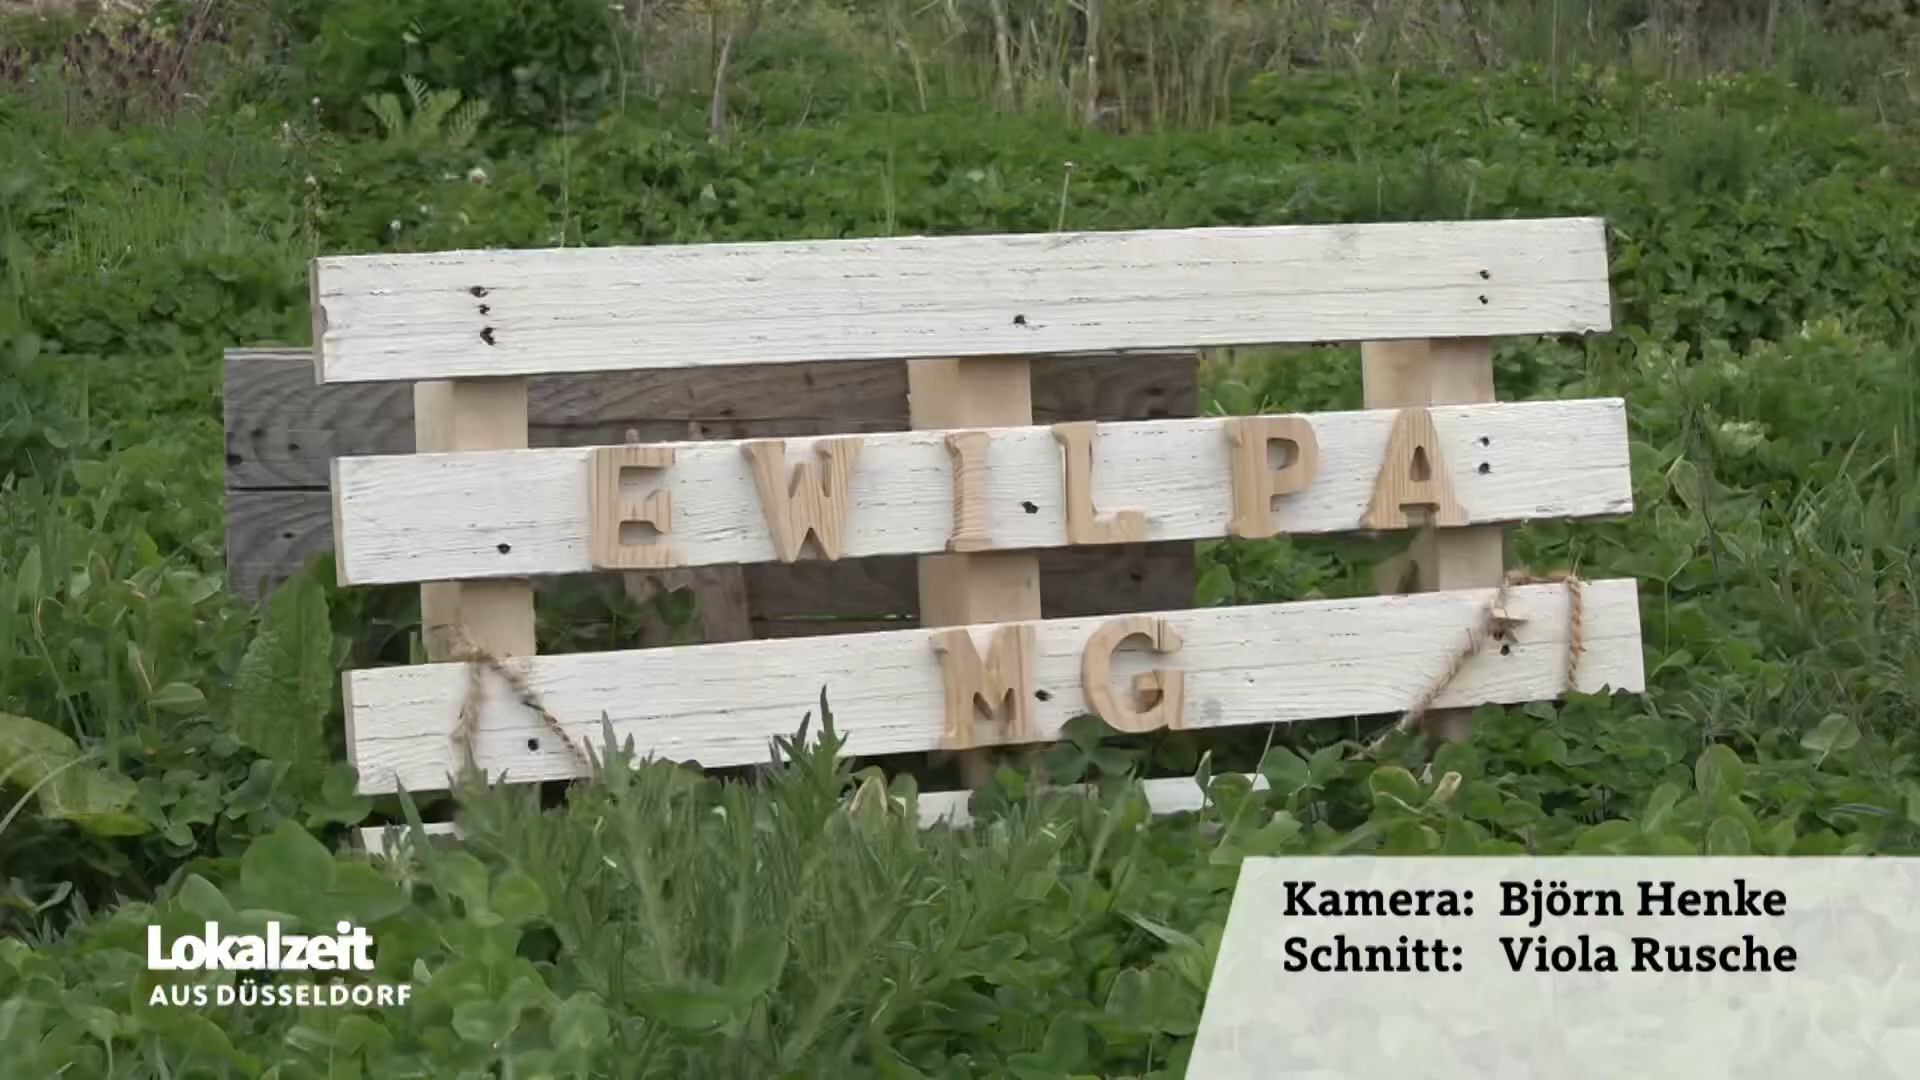 EWILPA
MG
Kamera: Björn Henke
Schnitt: Viola Rusche
Lokalzeit
AUS DÜSSELDORF